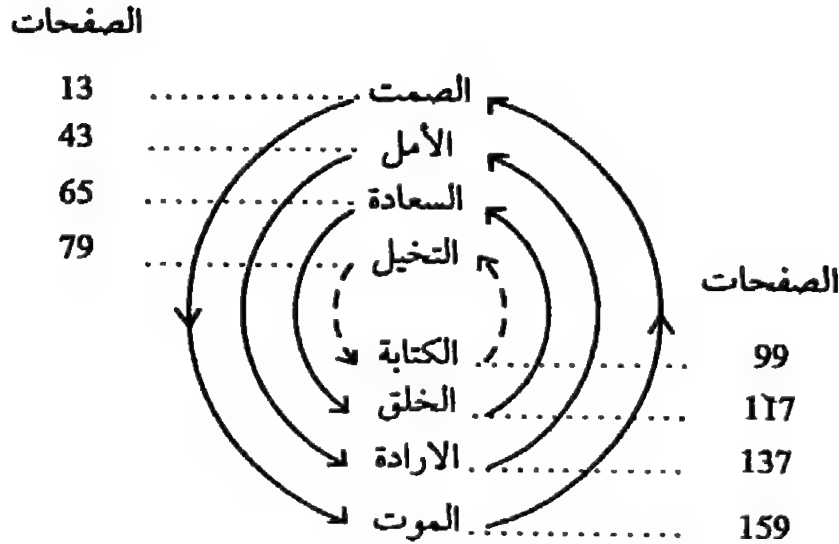 الصفحات
الصمت ............. 13
الأمل ............. 43
السعادة ............. 65
التخيل ............. 79
الصفحات
الكتابة ............. 99
الخلق ............. 117
الارادة ............. 137
الموت ............. 159